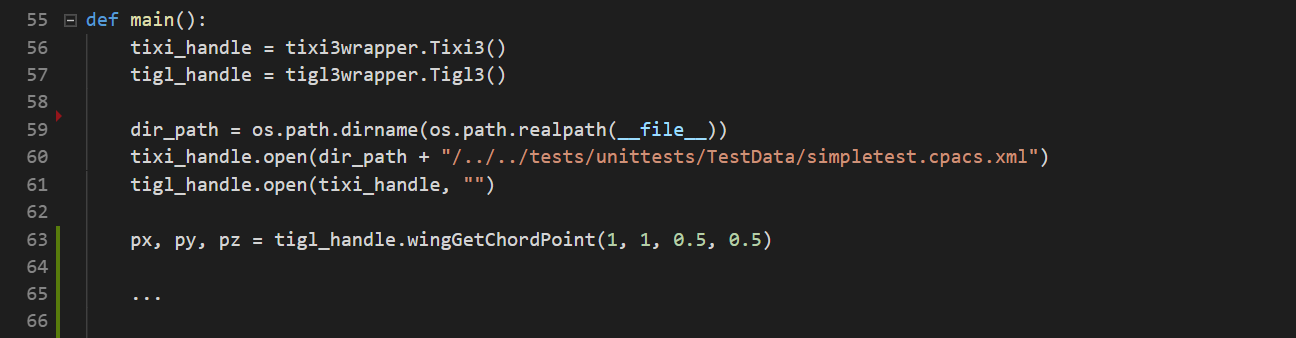 55 def main():
56 tixi_handle = tixi3wrapper.Tixi3()
57 tigl_handle = tigl3wrapper.Tigl3()
58
59 dir_path = os.path.dirname(os.path.realpath(__file__))
60 tixi_handle.open(dir_path + "/../../tests/unittests/TestData/simpletest.cpacs.xml")
61 tigl_handle.open(tixi_handle, "")
62
63 px, py, pz = tigl_handle.wingGetChordPoint(1, 1, 0.5, 0.5)
64
65 ...
66